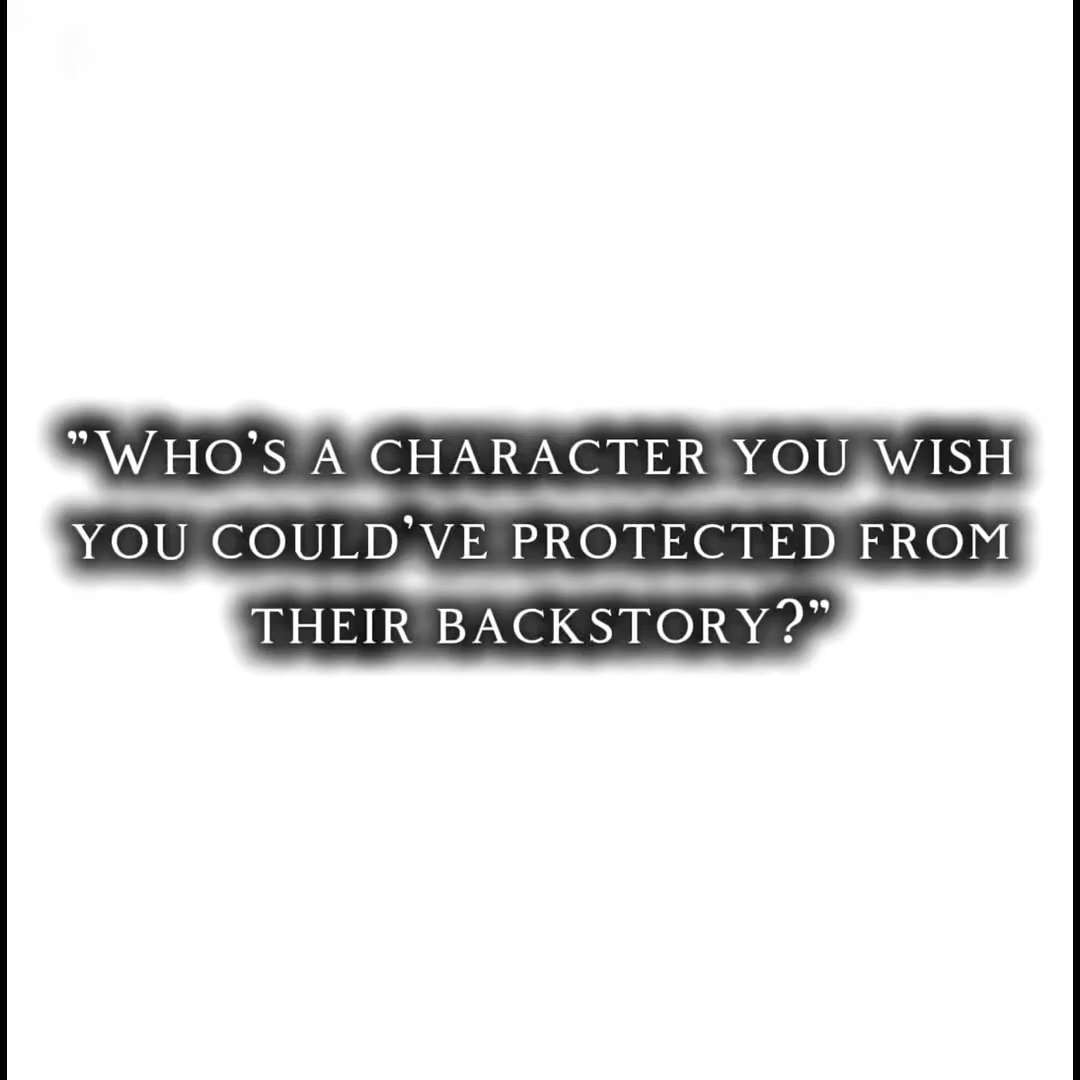 ”Who’s a character you wish
you could’ve protected from
their backstory?”